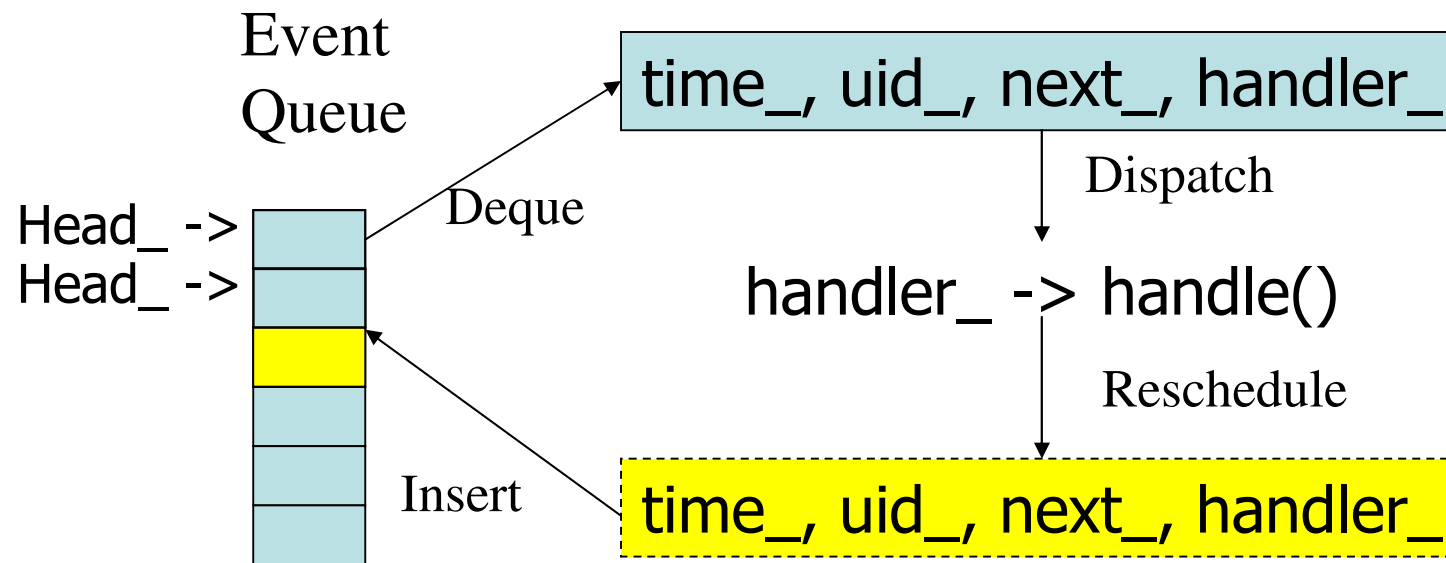 Event
Queue
time_, uid_, next_, handler_
Dispatch
Deque
Head_ ->
Head_ ->
handler_ -> handle()
Reschedule
Insert
time_, uid_, next_, handler_